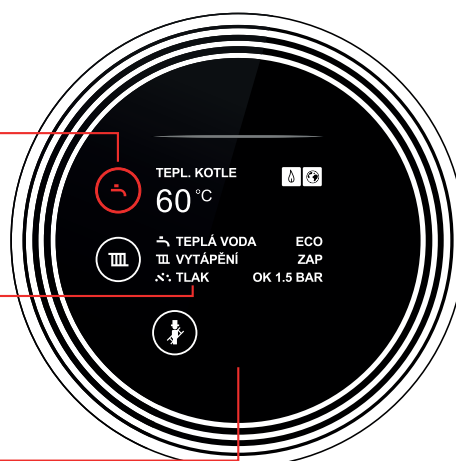 TEPL. KOTLE
60 °C
TEPLÁ VODA ECO
VYTÁPĚNÍ ZAP
TLAK OK 1.5 BAR